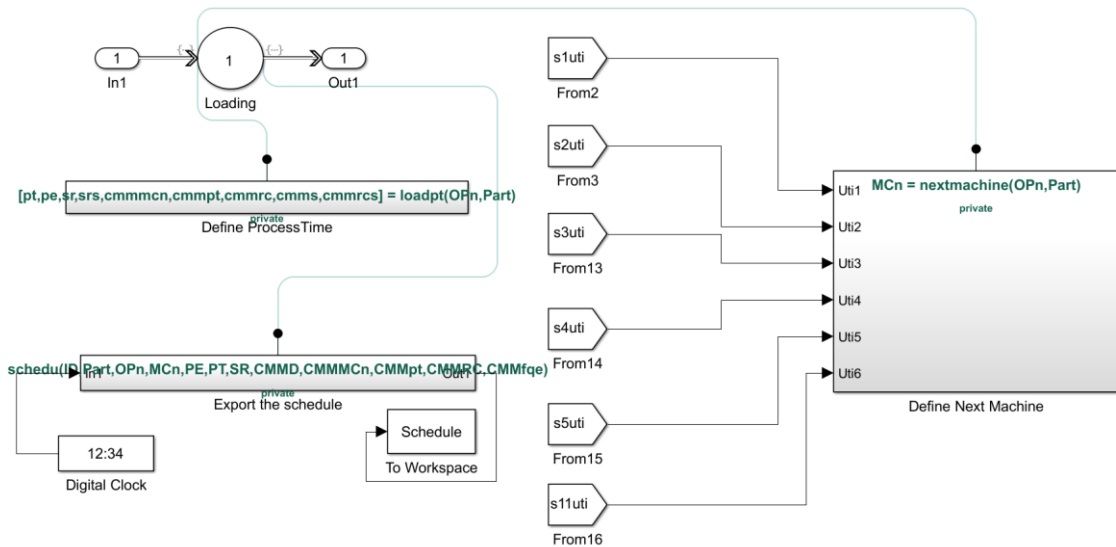 1
In1
{...}
1
{...}
Loading
1
Out1
[pt,pe,sr,srs,cmmmcn,cmmpt,cmmrc,cmms,cmmrcs] = loadpt(OPn,Part)
private
Define ProcessTime
schedu(ID,Part,OPn,MCn,PE,PT,SR,CMMD,CMMMCn,CMMpt,CMMRC,CMMfqe)
In1
Out1
private
Export the schedule
12:34
Digital Clock
Schedule
To Workspace
s1uti
From2
s2uti
From3
s3uti
From13
s4uti
From14
s5uti
From15
s11uti
From16
MCn = nextmachine(OPn,Part)
private
Uti1
Uti2
Uti3
Uti4
Uti5
Uti6
Define Next Machine